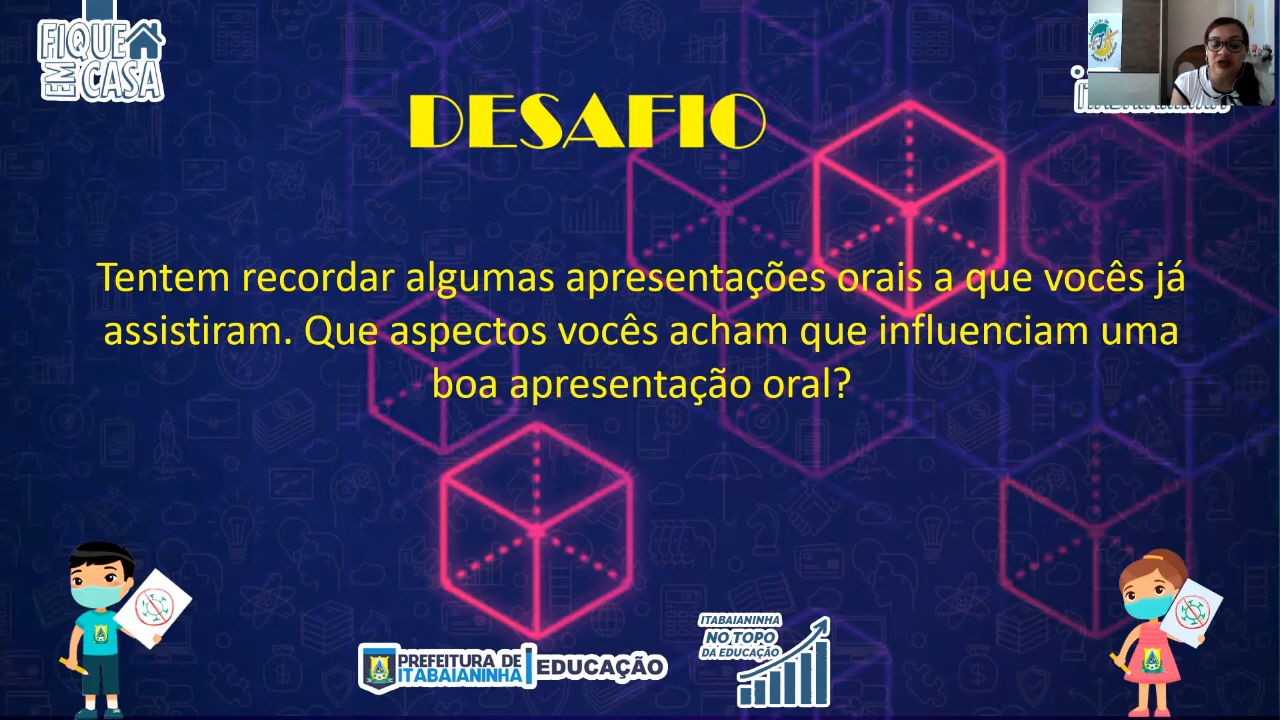 FIQUE
EM CASA
DESAFIO
Tentem recordar algumas apresentações orais a que vocês já
assistiram. Que aspectos vocês acham que influenciam uma
boa apresentação oral?
ITABAIANINHA
NO TOPO
DA EDUCAÇÃO
PREFEITURA DE
ITABAIANINHA
EDUCAÇÃO